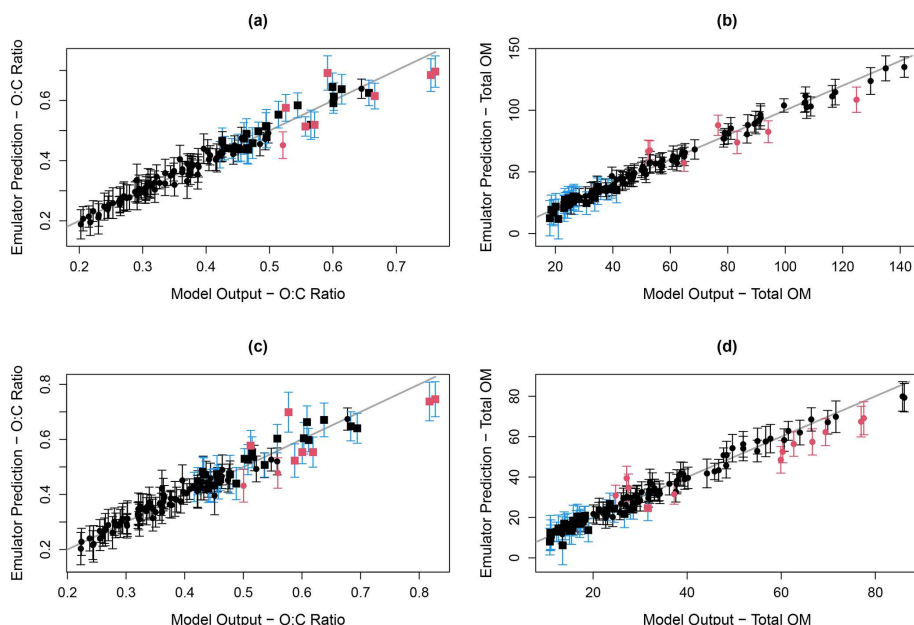 (a)
Emulator Prediction − O:C Ratio
0.2 0.4 0.6
0.2 0.3 0.4 0.5 0.6 0.7
Model Output − O:C Ratio
(b)
Emulator Prediction − Total OM
0 50 100 150
20 40 60 80 100 120 140
Model Output − Total OM
(c)
Emulator Prediction − O:C Ratio
0.2 0.4 0.6 0.8
0.2 0.3 0.4 0.5 0.6 0.7 0.8
Model Output − O:C Ratio
(d)
Emulator Prediction − Total OM
0 20 40 60 80
20 40 60 80
Model Output − Total OM